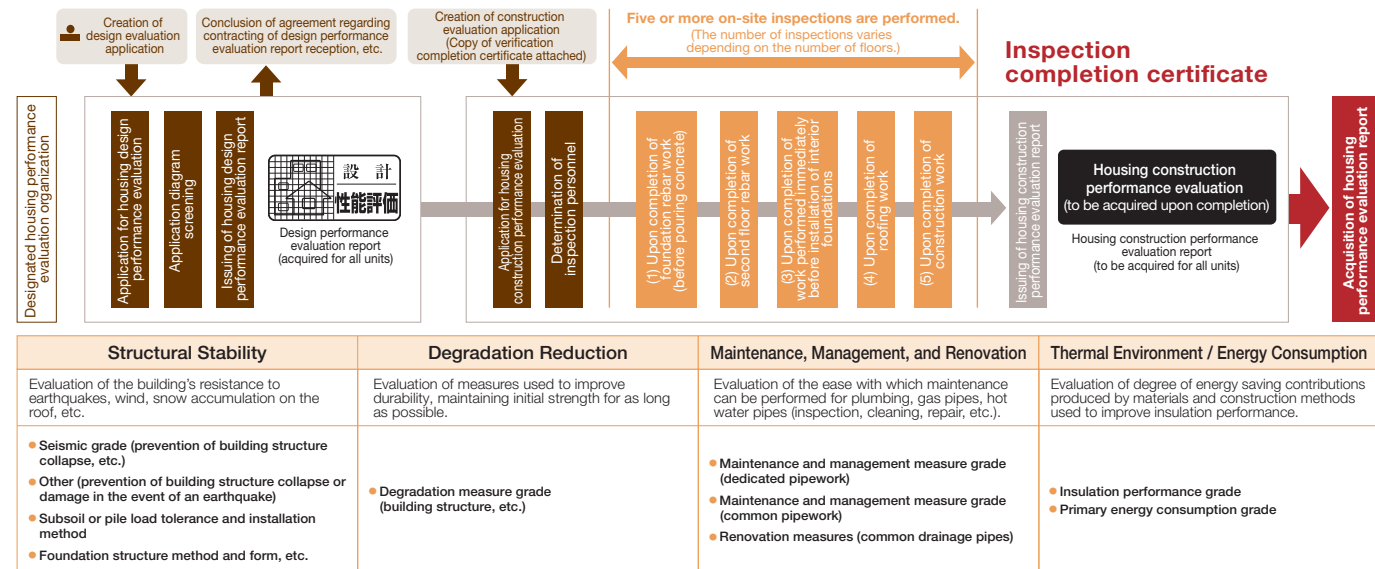 Creation of
design evaluation
application
Conclusion of agreement regarding
contracting of design performance
evaluation report reception, etc.
Creation of construction
evaluation application
(Copy of verification
completion certificate attached)
Five or more on-site inspections are performed.
(The number of inspections varies
depending on the number of floors.)
Inspection
completion certificate
Designated housing performance
evaluation organization
Application for housing design
performance evaluation
Application diagram
screening
Issuing of housing design
performance evaluation report
設計
性能評価
Design performance
evaluation report
(acquired for all units)
Application for housing
construction performance evaluation
Determination of
inspection personnel
(1) Upon completion of
foundation rebar work
(before pouring concrete)
(2) Upon completion of
second floor rebar work
(3) Upon completion of
work performed immediately
before installation of interior
foundations
(4) Upon completion of
roofing work
(5) Upon completion of
construction work
Issuing of housing construction
performance evaluation report
Housing construction
performance evaluation
(to be acquired upon completion)
Housing construction performance
evaluation report
(to be acquired for all units)
Acquisition of housing
performance evaluation report
Structural Stability
Degradation Reduction
Maintenance, Management, and Renovation
Thermal Environment / Energy Consumption
Evaluation of the building's resistance to
earthquakes, wind, snow accumulation on the
roof, etc.
Evaluation of measures used to improve
durability, maintaining initial strength for as long
as possible.
Evaluation of the ease with which maintenance
can be performed for plumbing, gas pipes, hot
water pipes (inspection, cleaning, repair, etc.).
Evaluation of degree of energy saving contributions
produced by materials and construction methods
used to improve insulation performance.
● Seismic grade (prevention of building structure
collapse, etc.)
● Other (prevention of building structure collapse or
damage in the event of an earthquake)
● Subsoil or pile load tolerance and installation
method
● Foundation structure method and form, etc.
● Degradation measure grade
(building structure, etc.)
● Maintenance and management measure grade
(dedicated pipework)
● Maintenance and management measure grade
(common pipework)
● Renovation measures (common drainage pipes)
● Insulation performance grade
● Primary energy consumption grade